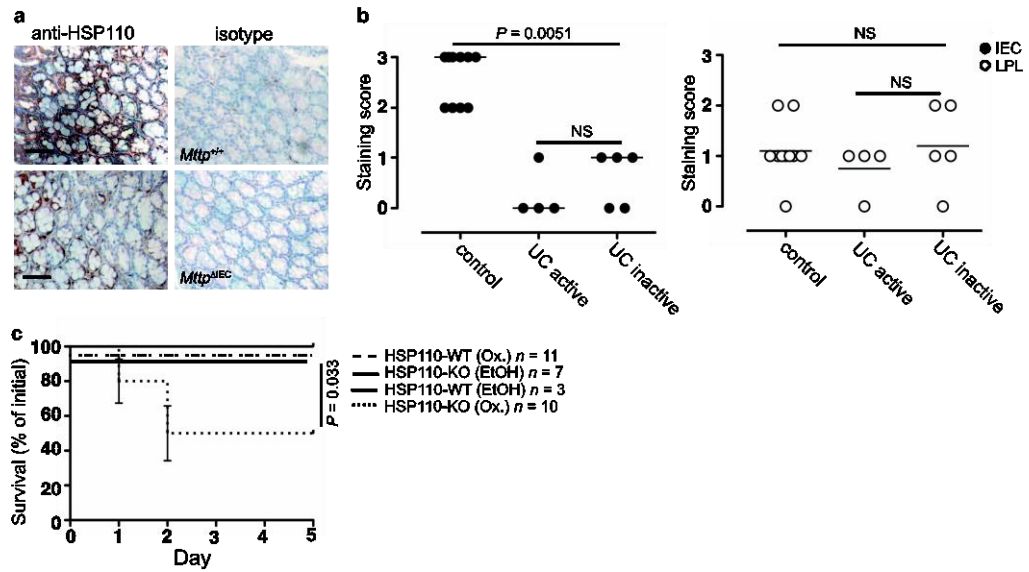 a
anti-HSP110 isotype
Mttp+/+
MttpΔIEC
b
P = 0.0051
NS
Staining score
3
2
1
0
control
UC active
UC inactive
NS
NS
Staining score
3
2
1
0
control
UC active
UC inactive
IEC
LPL
c
Survival (% of initial)
100
80
60
40
20
0
0 1 2 3 4 5
Day
P = 0.033
HSP110-WT (Ox.) n = 11
HSP110-KO (EtOH) n = 7
HSP110-WT (EtOH) n = 3
HSP110-KO (Ox.) n = 10